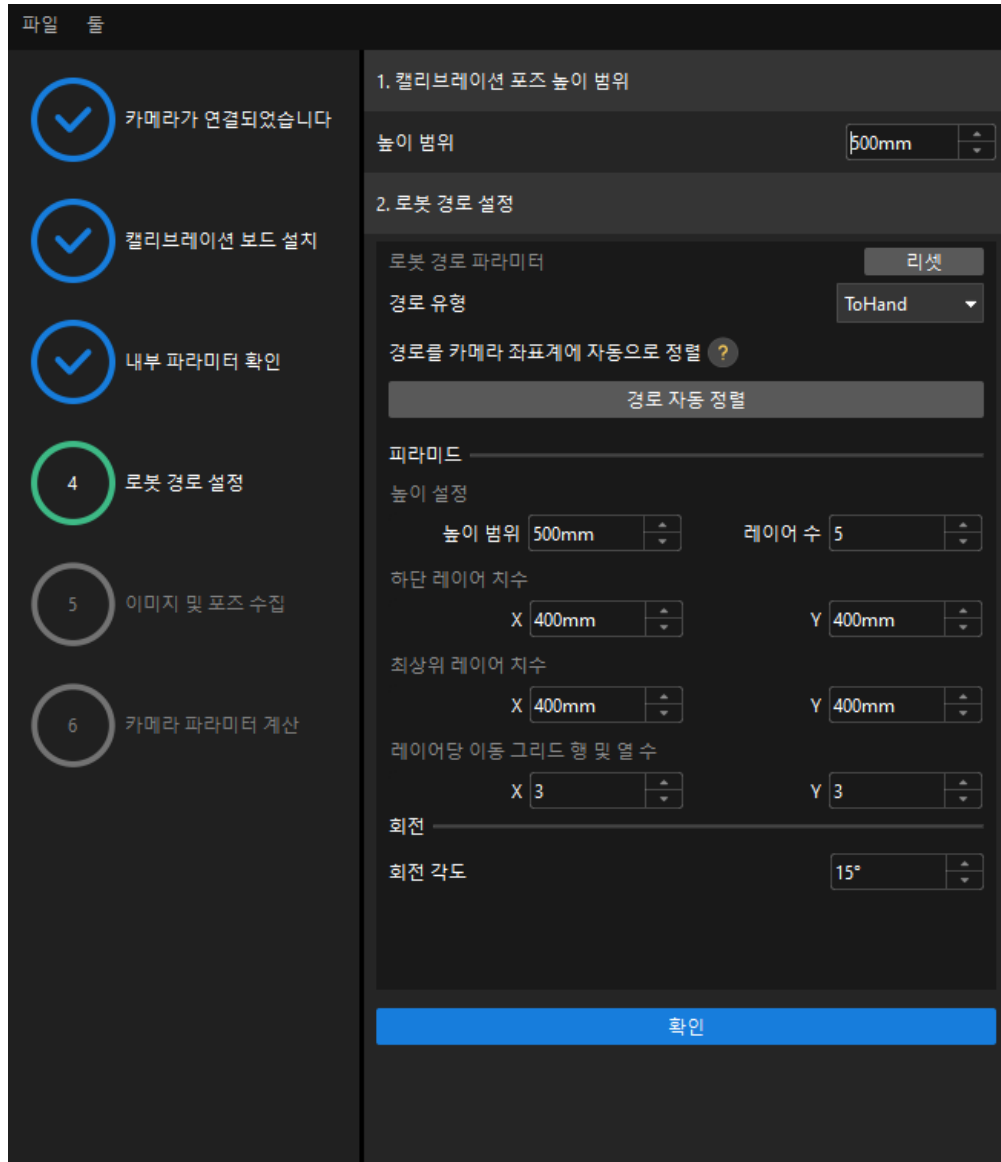 파일 툴
카메라가 연결되었습니다
캘리브레이션 보드 설치
내부 파라미터 확인
4 로봇 경로 설정
5 이미지 및 포즈 수집
6 카메라 파라미터 계산
1. 캘리브레이션 포즈 높이 범위
높이 범위 500mm
2. 로봇 경로 설정
로봇 경로 파라미터 리셋
경로 유형 ToHand
경로를 카메라 좌표계에 자동으로 정렬 ?
경로 자동 정렬
피라미드
높이 설정
높이 범위 500mm 레이어 수 5
하단 레이어 치수
X 400mm Y 400mm
최상위 레이어 치수
X 400mm Y 400mm
레이어당 이동 그리드 행 및 열 수
X 3 Y 3
회전
회전 각도 15°
확인